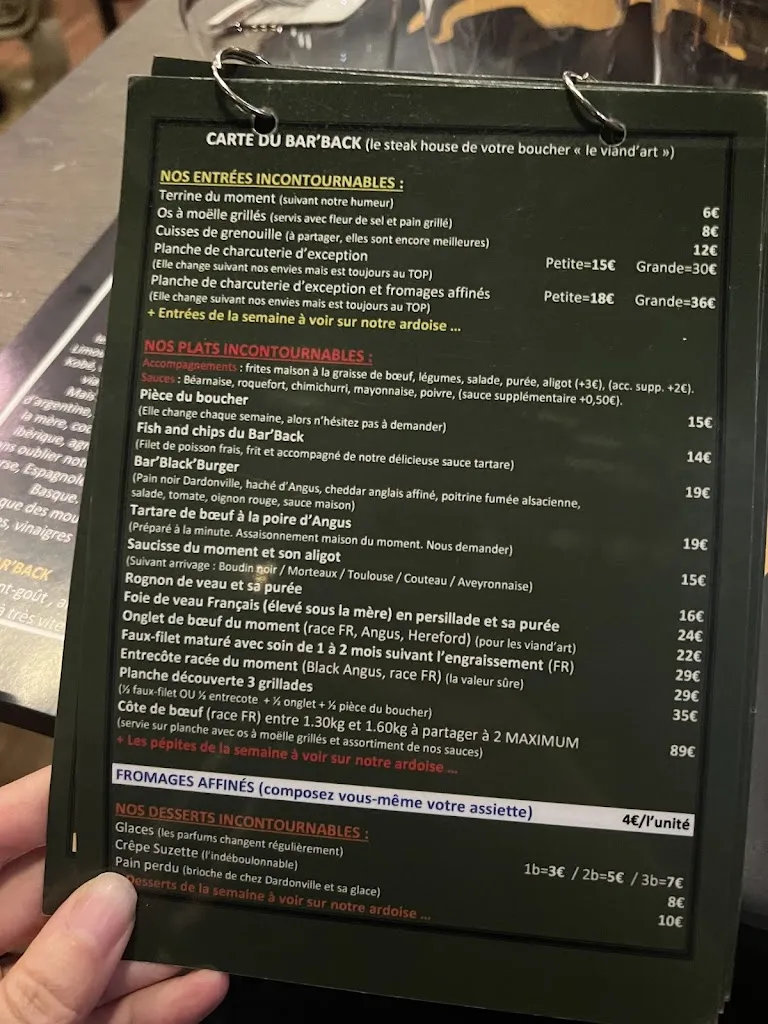 CARTE DU BAR'BACK (le steak house de votre boucher « le viand'art »)
NOS ENTRÉES INCONTOURNABLES :
Terrine du moment (suivant notre humeur) 6€
Os à moëlle grillés (servis avec fleur de sel et pain grillé) 8€
Cuisses de grenouille (à partager, elles sont encore meilleures) 12€
Planche de charcuterie d'exception Petite=15€ Grande=30€
(Elle change suivant nos envies mais est toujours au TOP)
Planche de charcuterie d'exception et fromages affinés Petite=18€ Grande=36€
(Elle change suivant nos envies mais est toujours au TOP)
+ Entrées de la semaine à voir sur notre ardoise ...
NOS PLATS INCONTOURNABLES :
Accompagnements : frites maison à la graisse de bœuf, légumes, salade, purée, aligot (+3€), (acc. supp. +2€).
Sauces : Béarnaise, roquefort, chimichurri, mayonnaise, poivre, (sauce supplémentaire +0,50€).
Pièce du boucher 15€
(Elle change chaque semaine, alors n'hésitez pas à demander)
Fish and chips du Bar'Back 14€
(Filet de poisson frais, frit et accompagné de notre délicieuse sauce tartare)
Bar'Black'Burger 19€
(Pain noir Dardonville, haché d'Angus, cheddar anglais affiné, poitrine fumée alsacienne,
salade, tomate, oignon rouge, sauce maison)
Tartare de bœuf à la poire d'Angus 19€
(Préparé à la minute. Assaisonnement maison du moment. Nous demander)
Saucisse du moment et son aligot 15€
(Suivant arrivage : Boudin noir / Morteaux / Toulouse / Couteau / Aveyronnaise)
Rognon de veau et sa purée 16€
Foie de veau Français (élevé sous la mère) en persillade et sa purée 24€
Onglet de bœuf du moment (race FR, Angus, Hereford) (pour les viand'art) 22€
Faux-filet maturé avec soin de 1 à 2 mois suivant l'engraissement (FR) 29€
Entrecôte racée du moment (Black Angus, race FR) (la valeur sûre) 29€
Planche découverte 3 grillades 35€
(½ faux-filet OU ½ entrecote + ½ onglet + ½ pièce du boucher)
Côte de bœuf (race FR) entre 1.30kg et 1.60kg à partager à 2 MAXIMUM 89€
(servie sur planche avec os à moëlle grillés et assortiment de nos sauces)
+ Les pépites de la semaine à voir sur notre ardoise ...
FROMAGES AFFINÉS (composez vous-même votre assiette) 4€/l'unité
NOS DESSERTS INCONTOURNABLES :
Glaces (les parfums changent régulièrement) 1b=3€ / 2b=5€ / 3b=7€
Crêpe Suzette (l'indéboulonnable) 8€
Pain perdu (brioche de chez Dardonville et sa glace) 10€
Desserts de la semaine à voir sur notre ardoise ...
d'argentine,
la mère,
ibérique,
Espagnole
Basque,
vinaigres